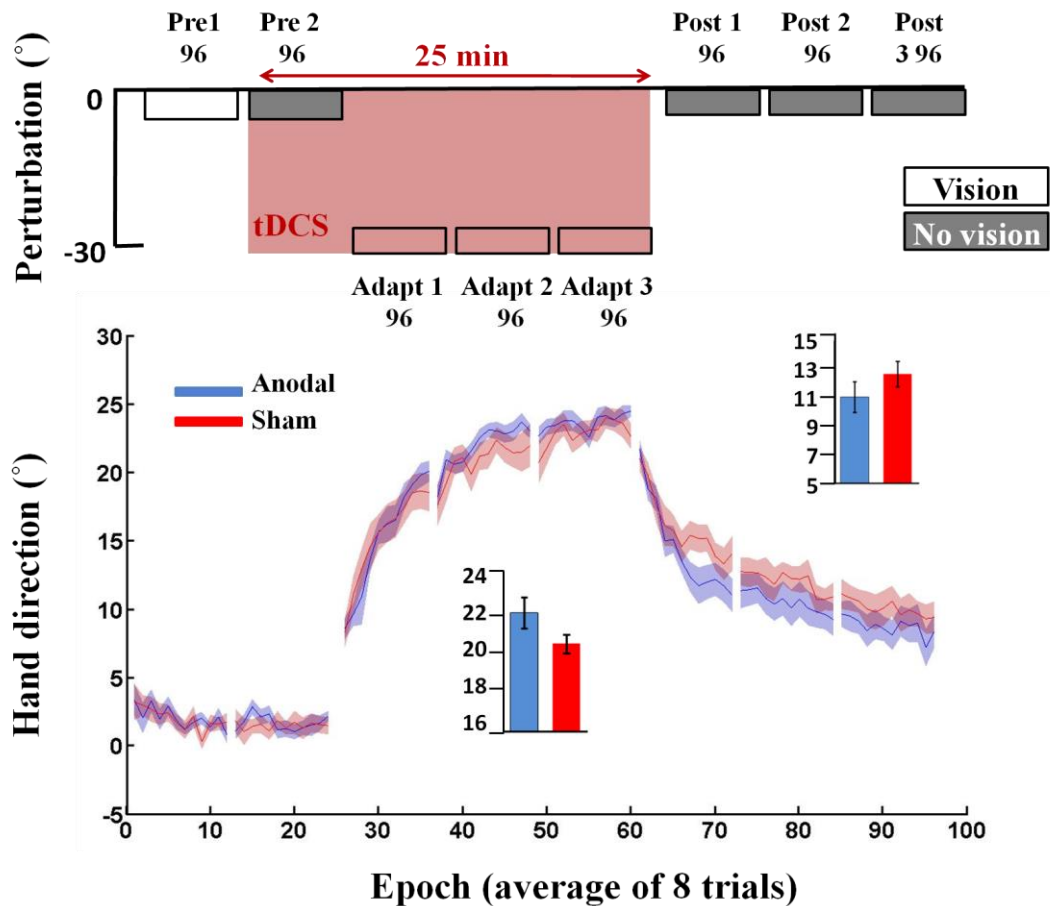 Pre1 Pre 2 Post 1 Post 2 Post
96 96 96 96 3 96
25 min
Perturbation (°)
0
-30
tDCS
Vision
No vision
Adapt 1 Adapt 2 Adapt 3
96 96 96
Hand direction (°)
30
25
20
15
10
5
0
-5
Anodal
Sham
15
13
11
9
7
5
24
22
20
18
16
0 10 20 30 40 50 60 70 80 90 100
Epoch (average of 8 trials)